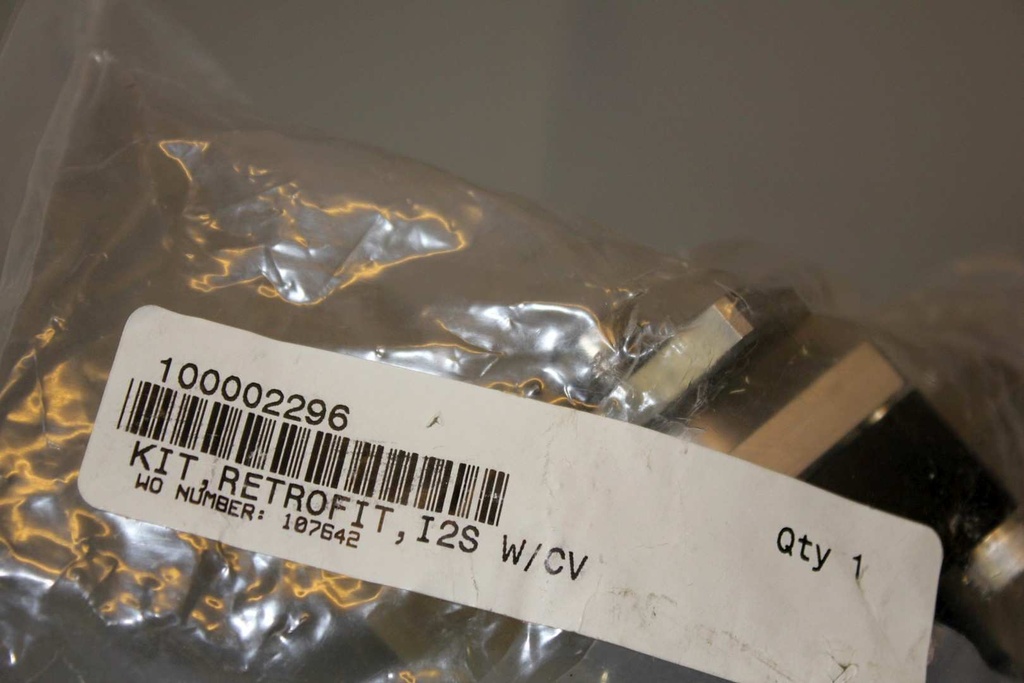 100002296
KIT,RETROFIT,I2S W/CV
WO NUMBER: 107642
Qty 1